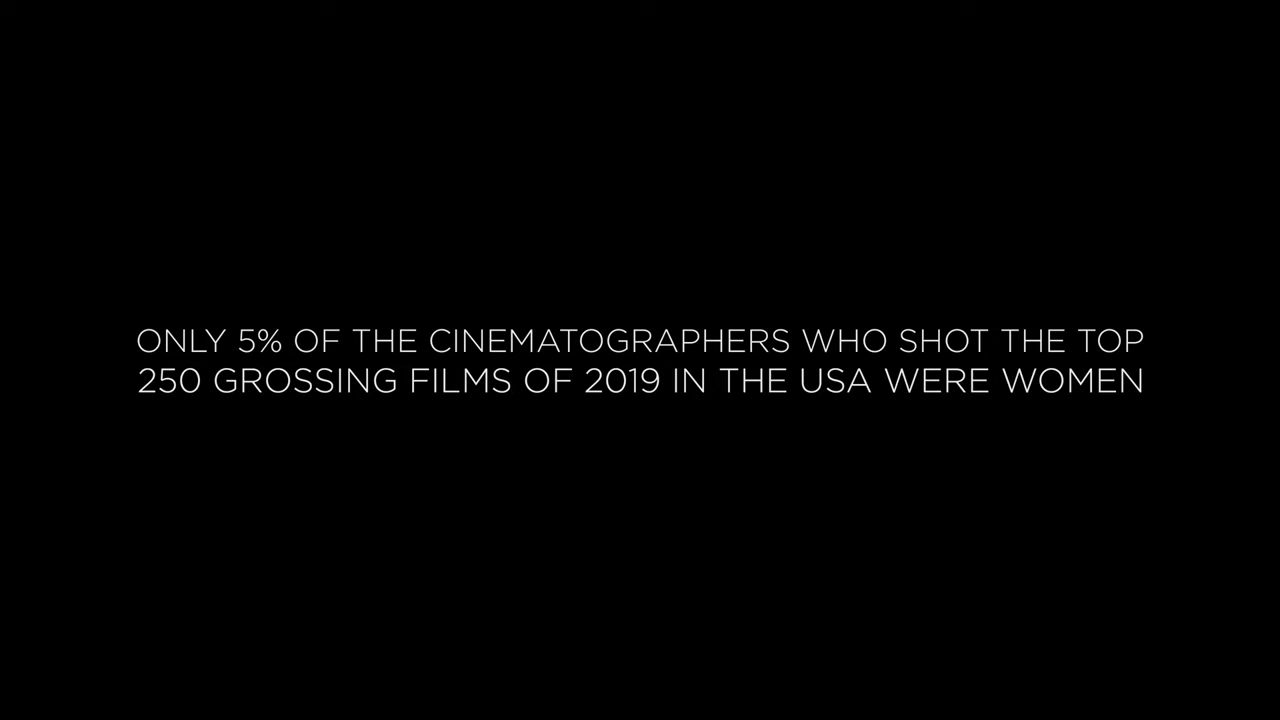 ONLY 5% OF THE CINEMATOGRAPHERS WHO SHOT THE TOP
250 GROSSING FILMS OF 2019 IN THE USA WERE WOMEN